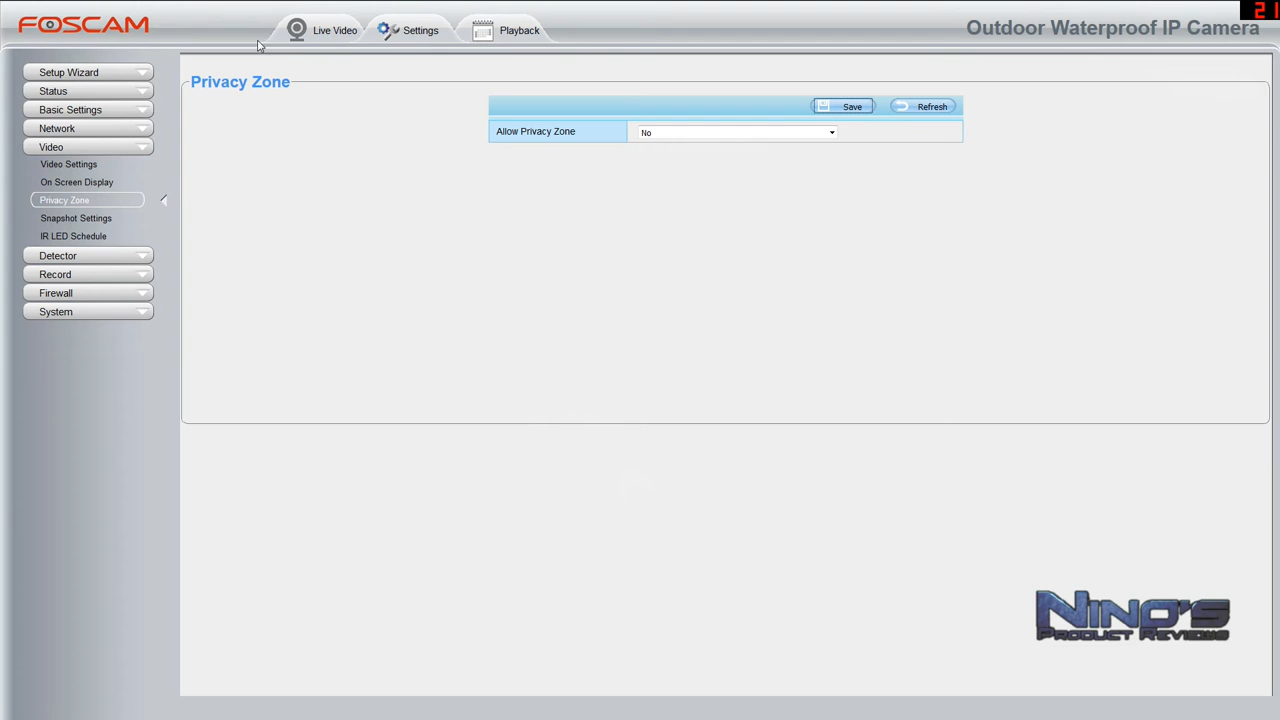 FOSCAM
Live Video
Settings
Playback
Outdoor Waterproof IP Camera
21
Setup Wizard
Status
Basic Settings
Network
Video
Video Settings
On Screen Display
Privacy Zone
Snapshot Settings
IR LED Schedule
Detector
Record
Firewall
System
Privacy Zone
Save
Refresh
Allow Privacy Zone
No
NINO'S
PRODUCT REVIEWS